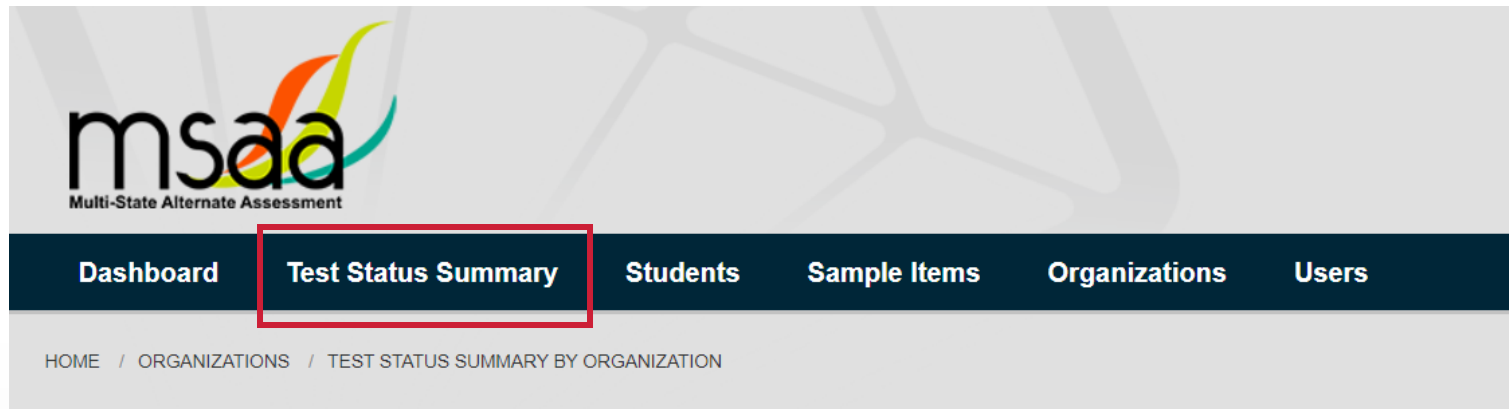 msaa
Multi-State Alternate Assessment
Dashboard Test Status Summary Students Sample Items Organizations Users
HOME / ORGANIZATIONS / TEST STATUS SUMMARY BY ORGANIZATION